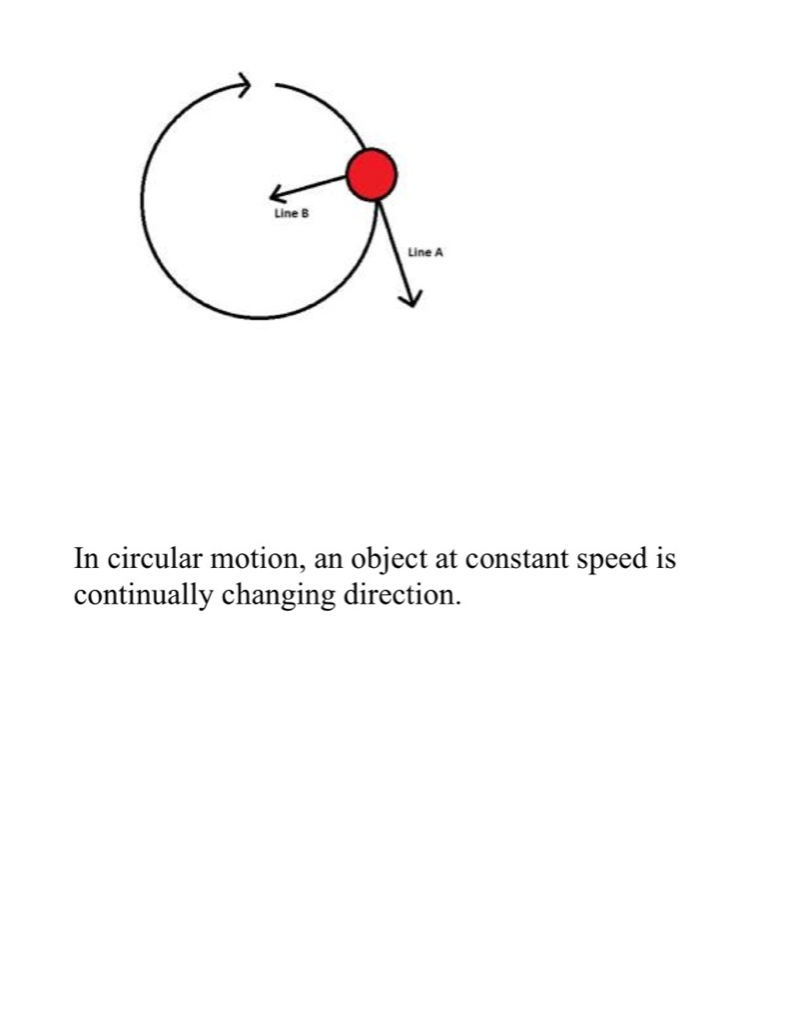 Line B
Line A
In circular motion, an object at constant speed is
continually changing direction.